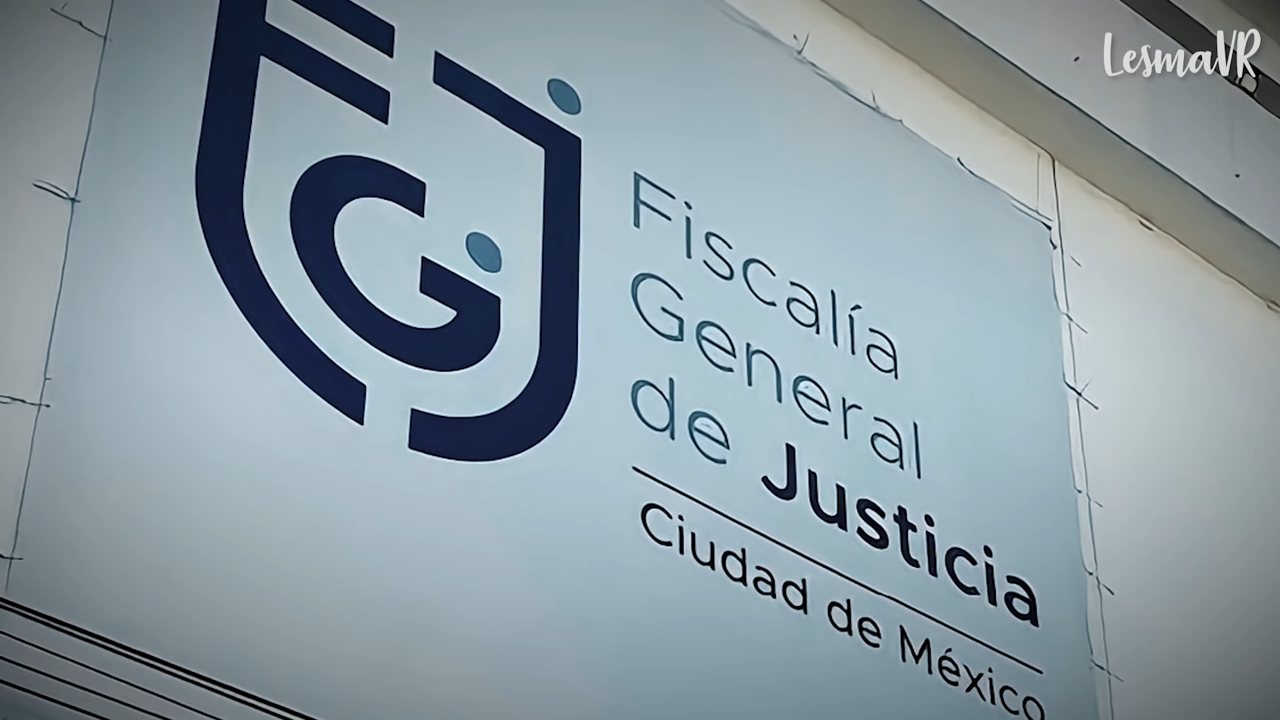 LesmaVR
FGJ
Fiscalía
General
de Justicia
Ciudad de México